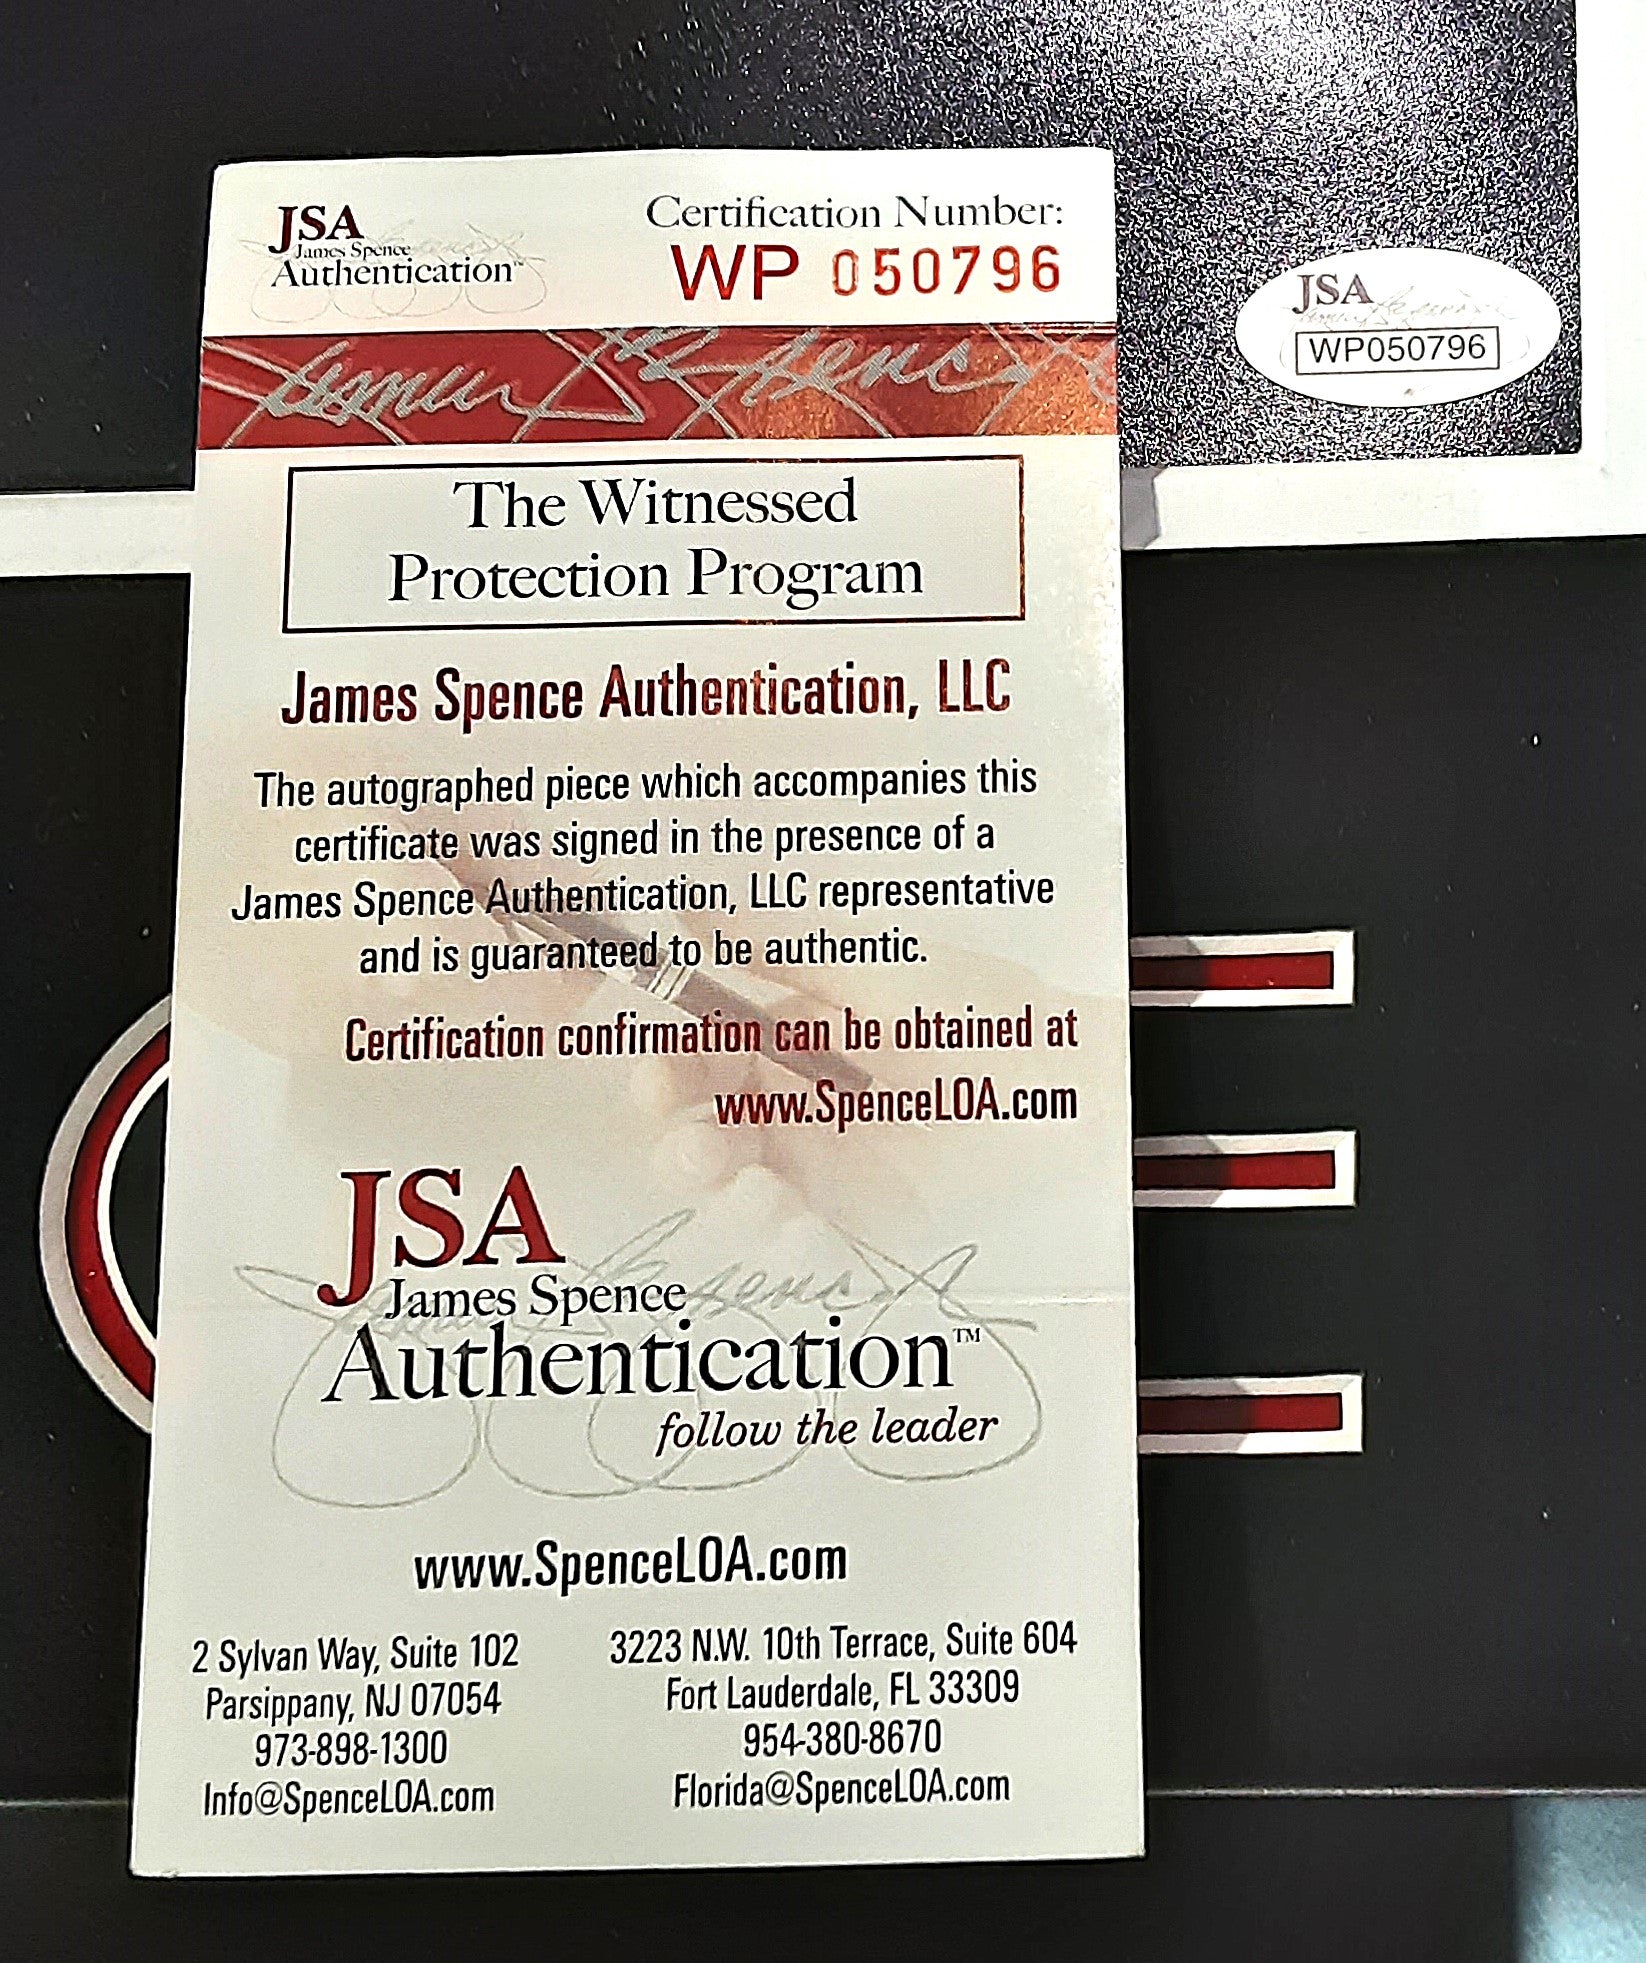 JSA
James Spence
Authentication™
Certification Number:
WP 050796
JSA
WP050796
James Spence
The Witnessed
Protection Program
James Spence Authentication, LLC
The autographed piece which accompanies this
certificate was signed in the presence of a
James Spence Authentication, LLC representative
and is guaranteed to be authentic.
Certification confirmation can be obtained at
www.SpenceLOA.com
JSA
James Spence
Authentication™
follow the leader
www.SpenceLOA.com
2 Sylvan Way, Suite 102
Parsippany, NJ 07054
973-898-1300
Info@SpenceLOA.com
3223 N.W. 10th Terrace, Suite 604
Fort Lauderdale, FL 33309
954-380-8670
Florida@SpenceLOA.com